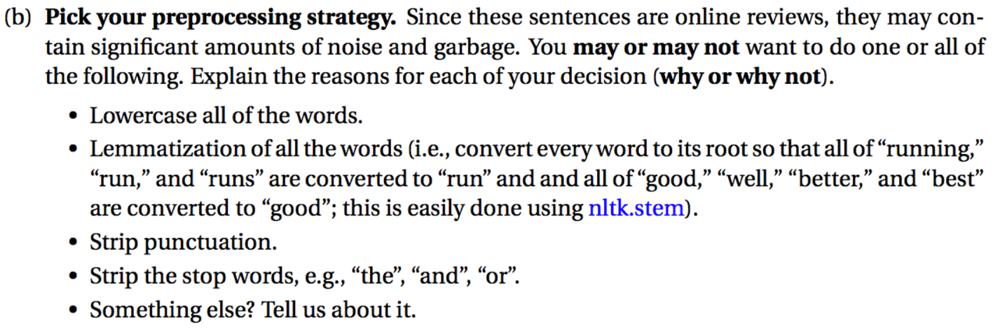 (b) Pick your preprocessing strategy. Since these sentences are online reviews, they may con-
tain significant amounts of noise and garbage. You may or may not want to do one or all of
the following. Explain the reasons for each of your decision (why or why not).
• Lowercase all of the words.
• Lemmatization of all the words (i.e., convert every word to its root so that all of “running,”
“run,” and “runs” are converted to “run” and and all of “good,” “well,” “better,” and “best”
are converted to “good”; this is easily done using nltk.stem).
• Strip punctuation.
• Strip the stop words, e.g., “the”, “and”, “or”.
• Something else? Tell us about it.